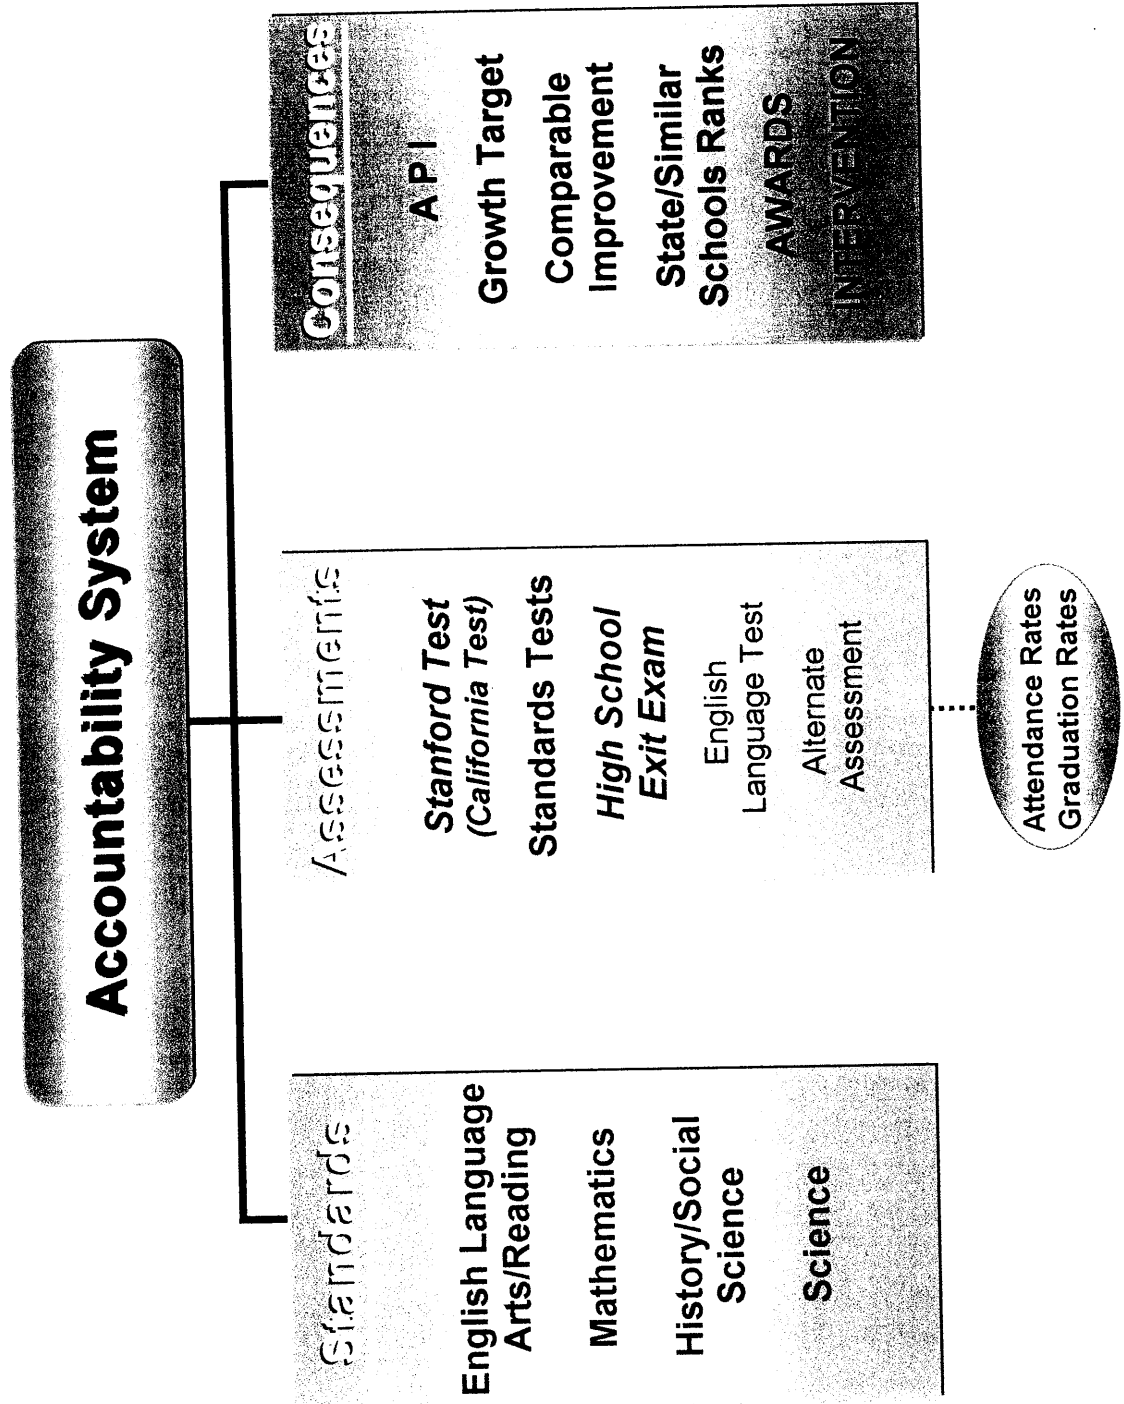 Accountability System
Standards
English Language
Arts/Reading
Mathematics
History/Social
Science
Science
Assessments
Stanford Test
(California Test)
Standards Tests
High School
Exit Exam
English
Language Test
Alternate
Assessment
Attendance Rates
Graduation Rates
Consequences
API
Growth Target
Comparable
Improvement
State/Similar
Schools Ranks
AWARDS
INTERVENTION